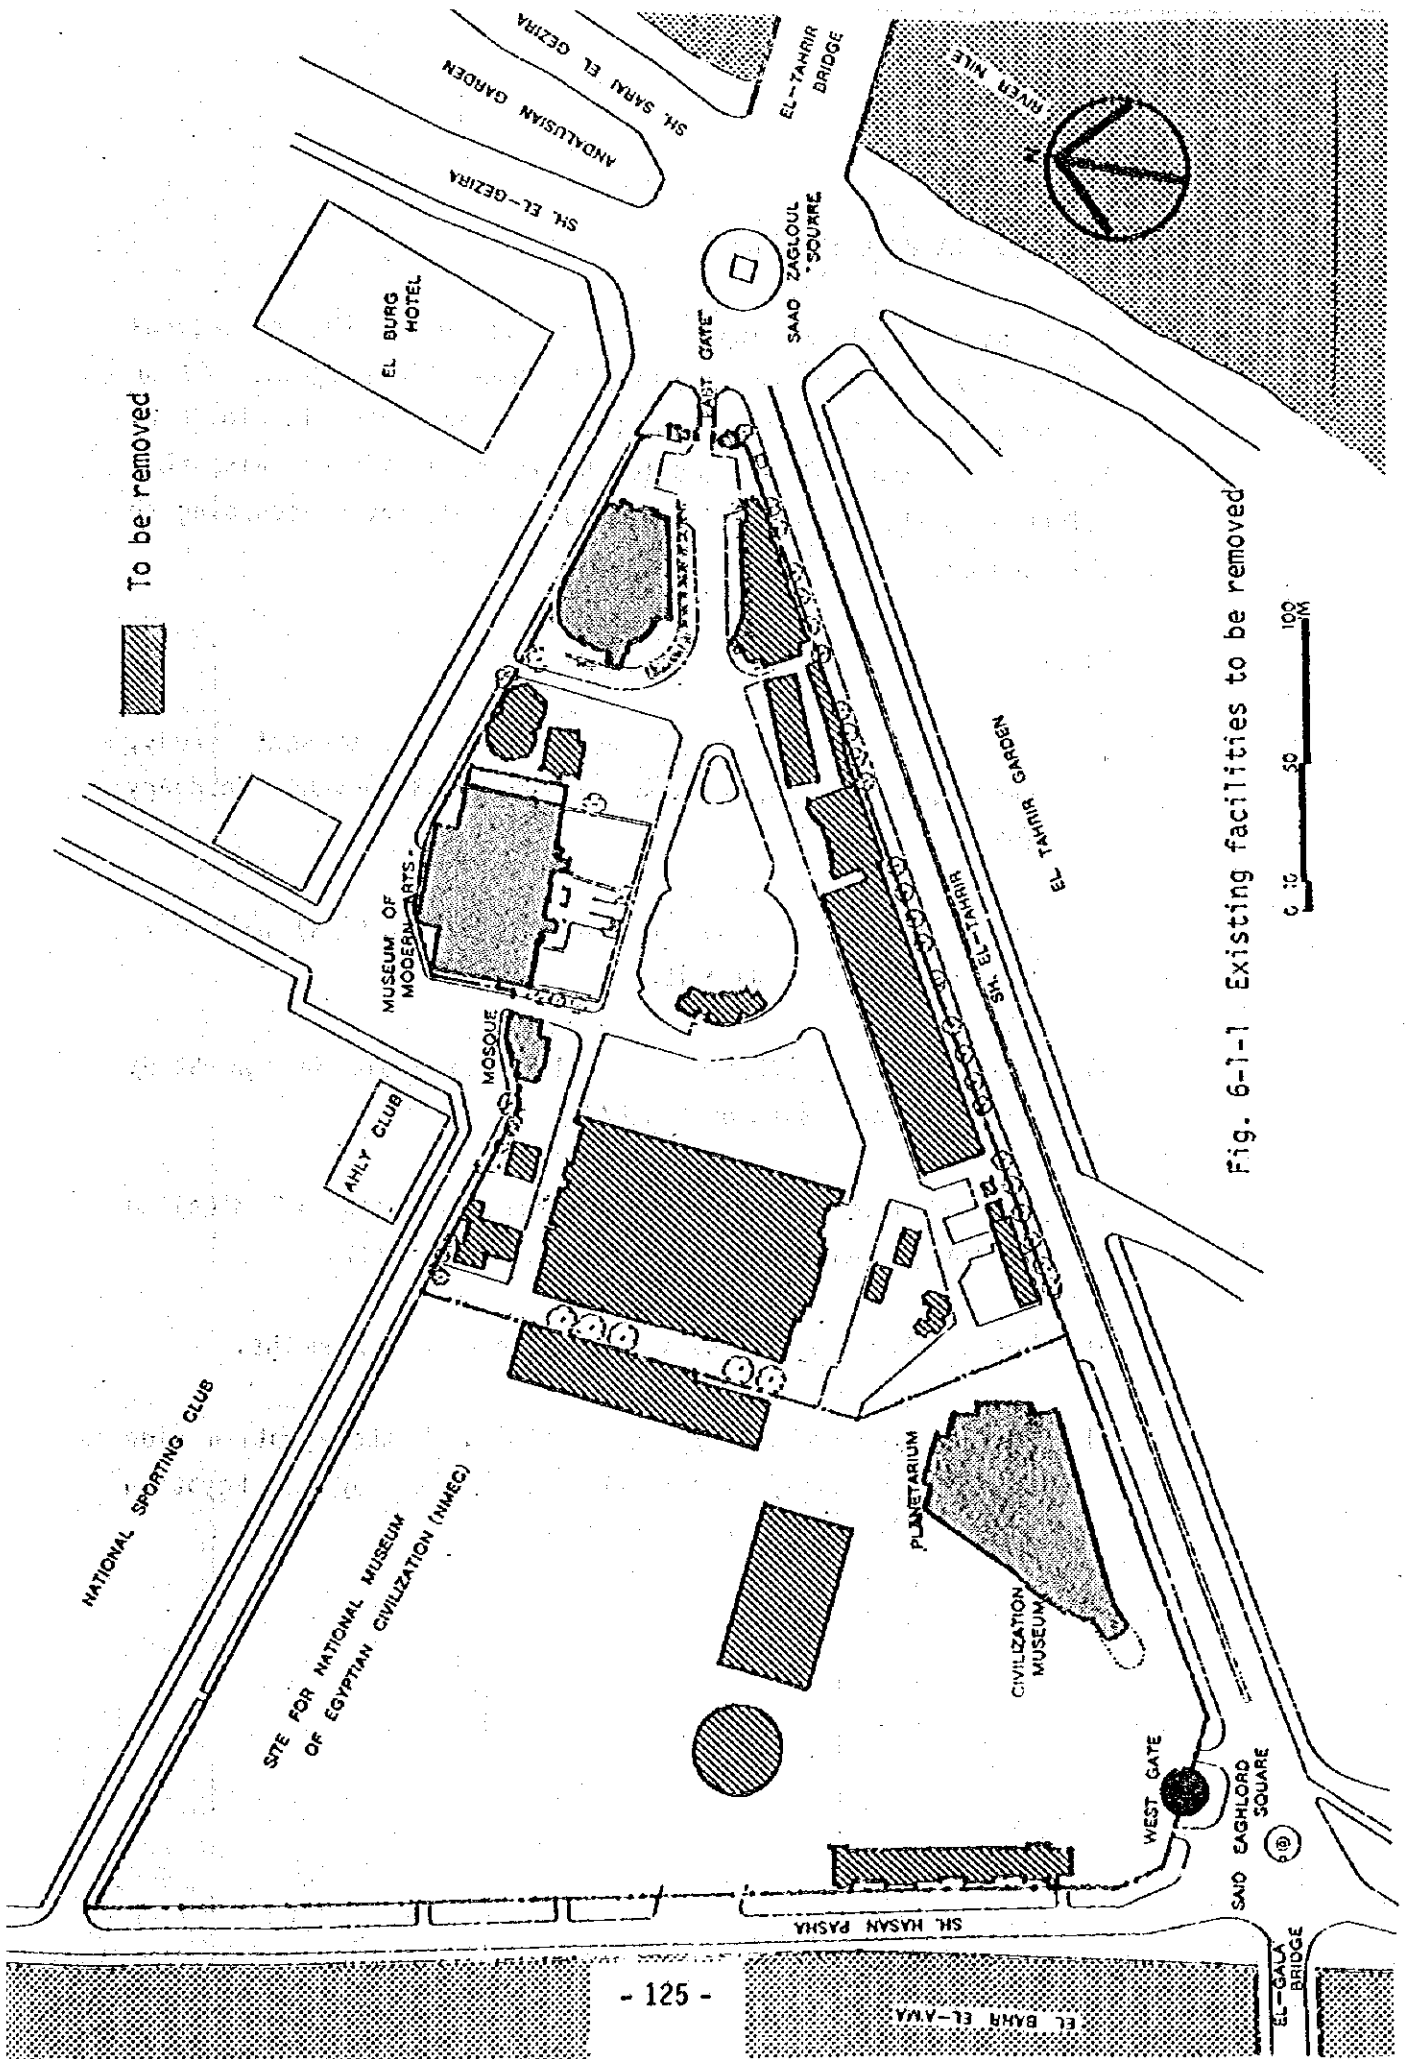 To be removed
RIVER NILE
N
EL-TAHRIR
BRIDGE
SH. SARAI EL GEZIRA
ANDALUSIAN GARDEN
SH. EL-GEZIRA
EL BURG
HOTEL
SAAD ZAGLOUL
SQUARE
EAST GATE
MUSEUM OF
MODERN ARTS
MOSQUE
AHLY CLUB
NATIONAL SPORTING CLUB
SITE FOR NATIONAL MUSEUM
OF EGYPTIAN CIVILIZATION (NMEC)
EL TAHRIR GARDEN
SH. EL-TAHRIR
PLANETARIUM
CIVILIZATION
MUSEUM
WEST GATE
SAID EAGHLORD
SQUARE
SH. HASAN PASHA
EL-GALA
BRIDGE
EL BAHR EL-AMA
0 10 50 100
M
Fig. 6-1-1 Existing facilities to be removed
- 125 -